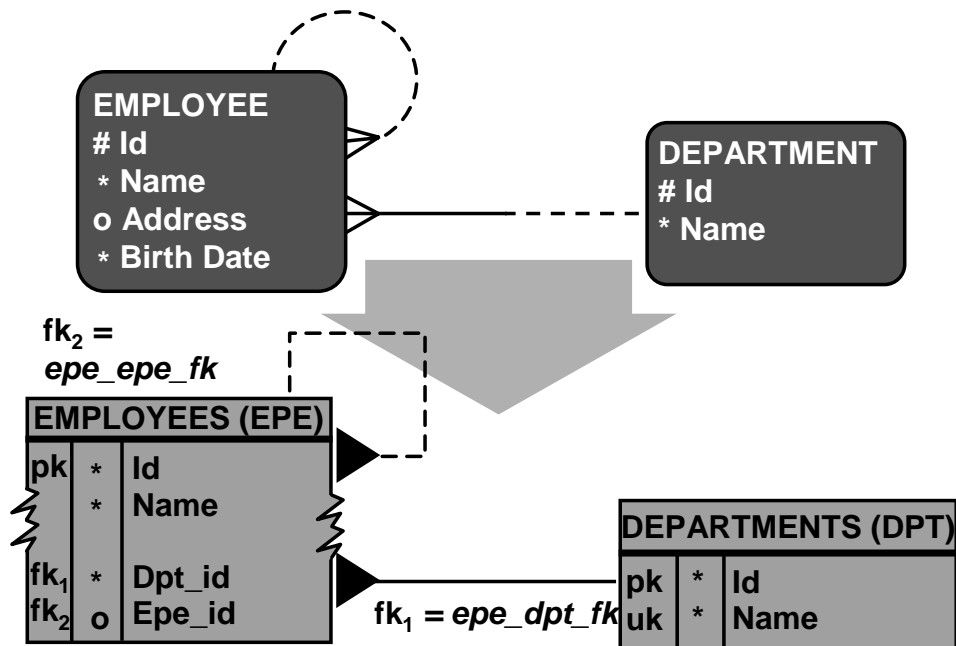 EMPLOYEE
# Id
* Name
o Address
* Birth Date
DEPARTMENT
# Id
* Name
fk₂ =
epe_epe_fk
EMPLOYEES (EPE)
pk * Id
* Name
fk₁ * Dpt_id
fk₂ o Epe_id
fk₁ = epe_dpt_fk
DEPARTMENTS (DPT)
pk * Id
uk * Name